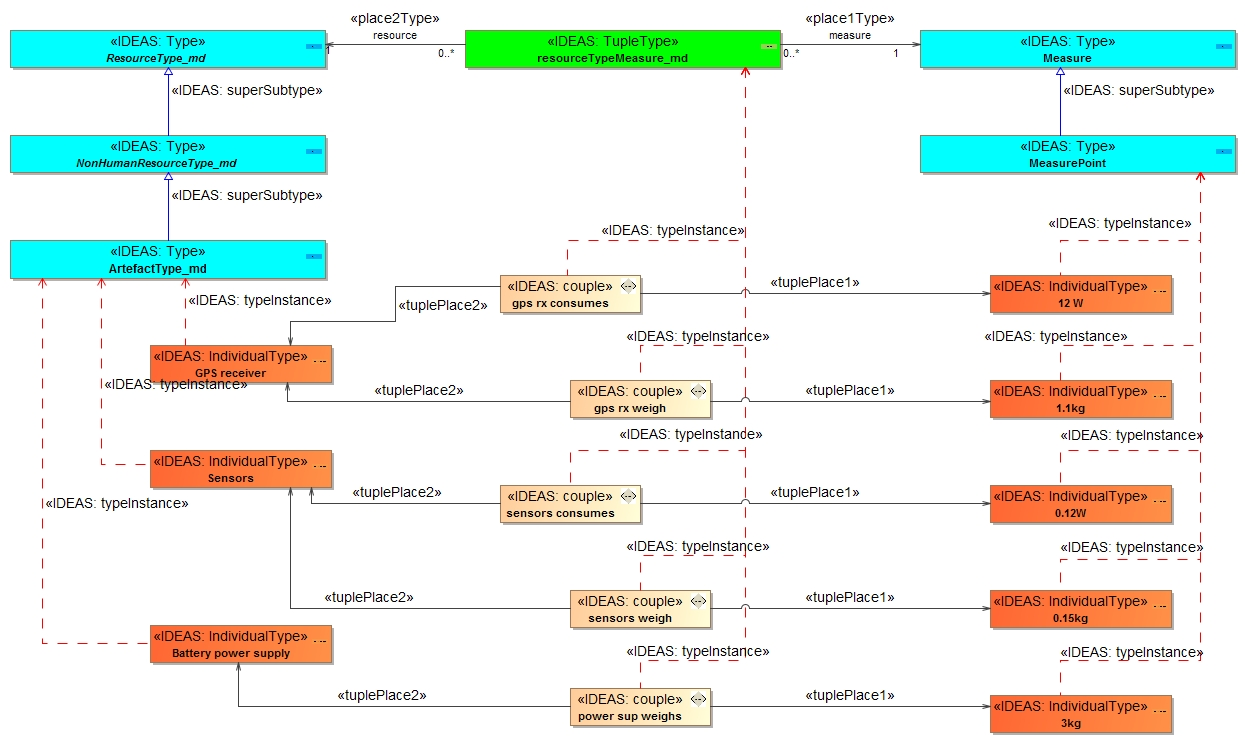 «place2Type»
resource
0..*
«place1Type»
measure
0..*
1
«IDEAS: Type»
ResourceType_md
1
«IDEAS: TupleType»
resourceTypeMeasure_md
«IDEAS: Type»
Measure
«IDEAS: superSubtype»
«IDEAS: superSubtype»
«IDEAS: Type»
NonHumanResourceType_md
«IDEAS: Type»
MeasurePoint
«IDEAS: superSubtype»
«IDEAS: typeInstance»
«IDEAS: typeInstance»
«IDEAS: Type»
ArtefactType_md
«IDEAS: couple»
gps rx consumes
«tuplePlace1»
«IDEAS: IndividualType»
12 W
«IDEAS: typeInstance»
«tuplePlace2»
«IDEAS: typeInstance»
«IDEAS: typeInstance»
«IDEAS: IndividualType»
GPS receiver
«IDEAS: typeInstance»
«tuplePlace2»
«IDEAS: couple»
gps rx weigh
«tuplePlace1»
«IDEAS: IndividualType»
1.1kg
«IDEAS: typeInstance»
«IDEAS: typeInstance»
«IDEAS: IndividualType»
Sensors
«tuplePlace2»
«IDEAS: couple»
sensors consumes
«tuplePlace1»
«IDEAS: IndividualType»
0.12W
«IDEAS: typeInstance»
«IDEAS: typeInstance»
«IDEAS: typeInstance»
«tuplePlace2»
«IDEAS: couple»
sensors weigh
«tuplePlace1»
«IDEAS: IndividualType»
0.15kg
«IDEAS: IndividualType»
Battery power supply
«IDEAS: typeInstance»
«IDEAS: typeInstance»
«tuplePlace2»
«IDEAS: couple»
power sup weighs
«tuplePlace1»
«IDEAS: IndividualType»
3kg